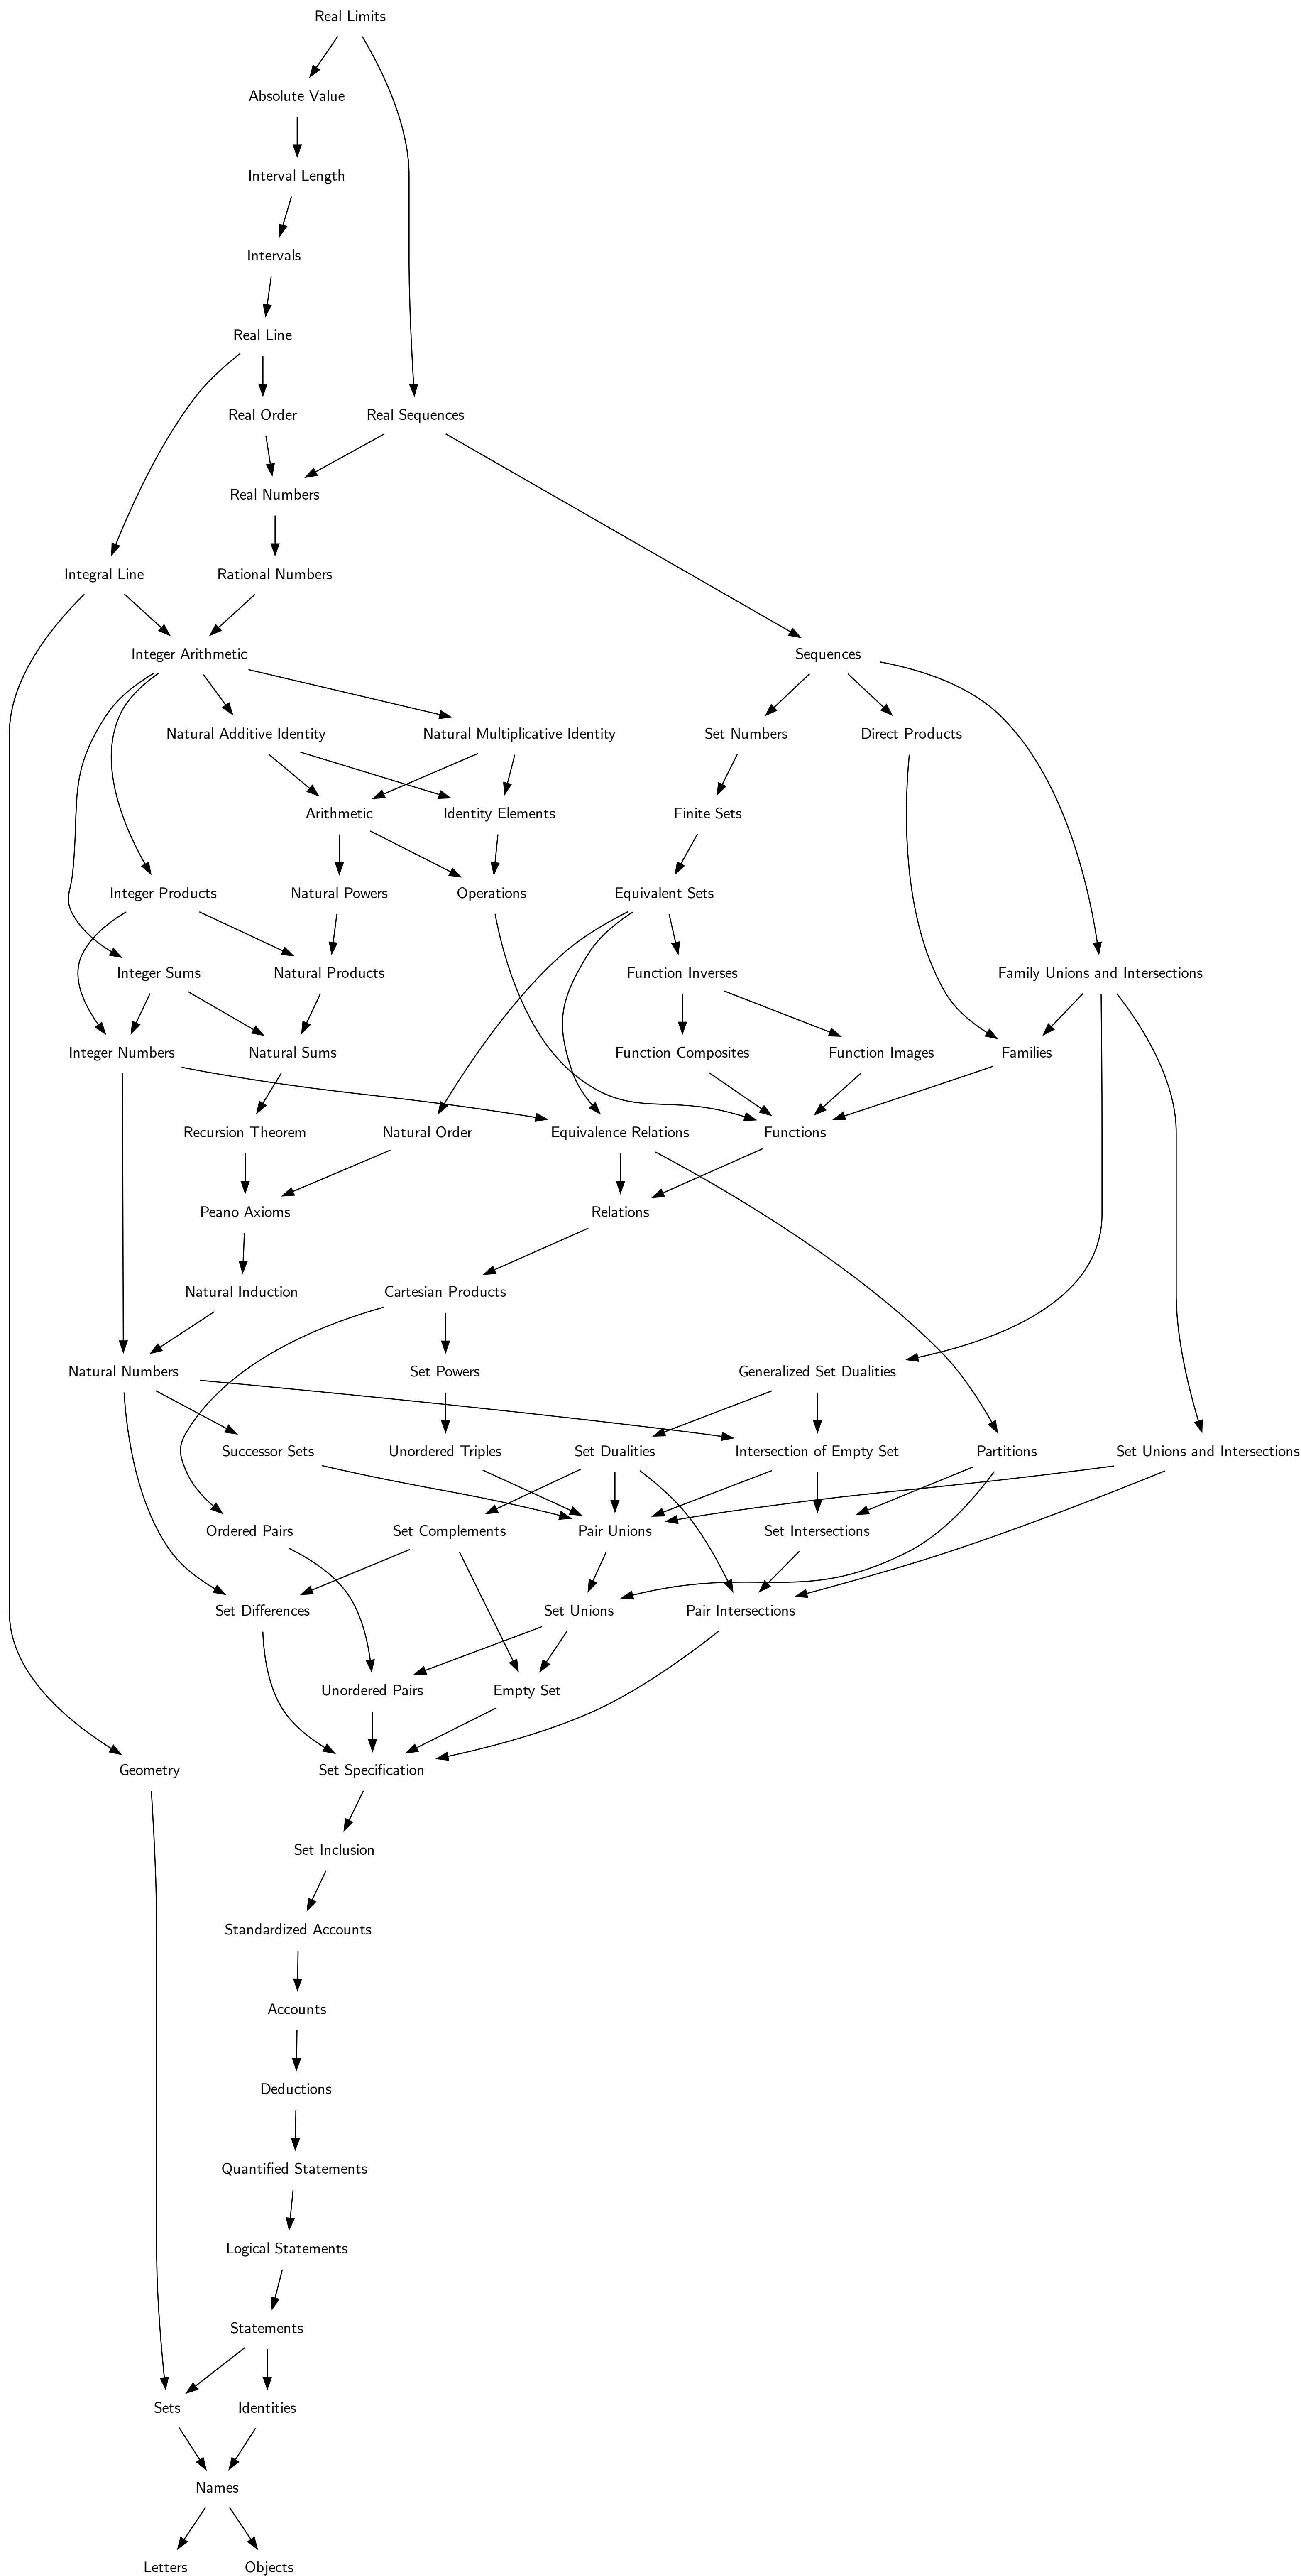 Real Limits
Absolute Value
Interval Length
Intervals
Real Line
Real Order
Real Sequences
Real Numbers
Integral Line
Rational Numbers
Integer Arithmetic
Sequences
Natural Additive Identity
Natural Multiplicative Identity
Set Numbers
Direct Products
Arithmetic
Identity Elements
Finite Sets
Integer Products
Natural Powers
Operations
Equivalent Sets
Integer Sums
Natural Products
Function Inverses
Family Unions and Intersections
Integer Numbers
Natural Sums
Function Composites
Function Images
Families
Recursion Theorem
Natural Order
Equivalence Relations
Functions
Peano Axioms
Relations
Natural Induction
Cartesian Products
Natural Numbers
Set Powers
Generalized Set Dualities
Successor Sets
Unordered Triples
Set Dualities
Intersection of Empty Set
Partitions
Set Unions and Intersections
Ordered Pairs
Set Complements
Pair Unions
Set Intersections
Set Differences
Set Unions
Pair Intersections
Unordered Pairs
Empty Set
Geometry
Set Specification
Set Inclusion
Standardized Accounts
Accounts
Deductions
Quantified Statements
Logical Statements
Statements
Sets
Identities
Names
Letters
Objects